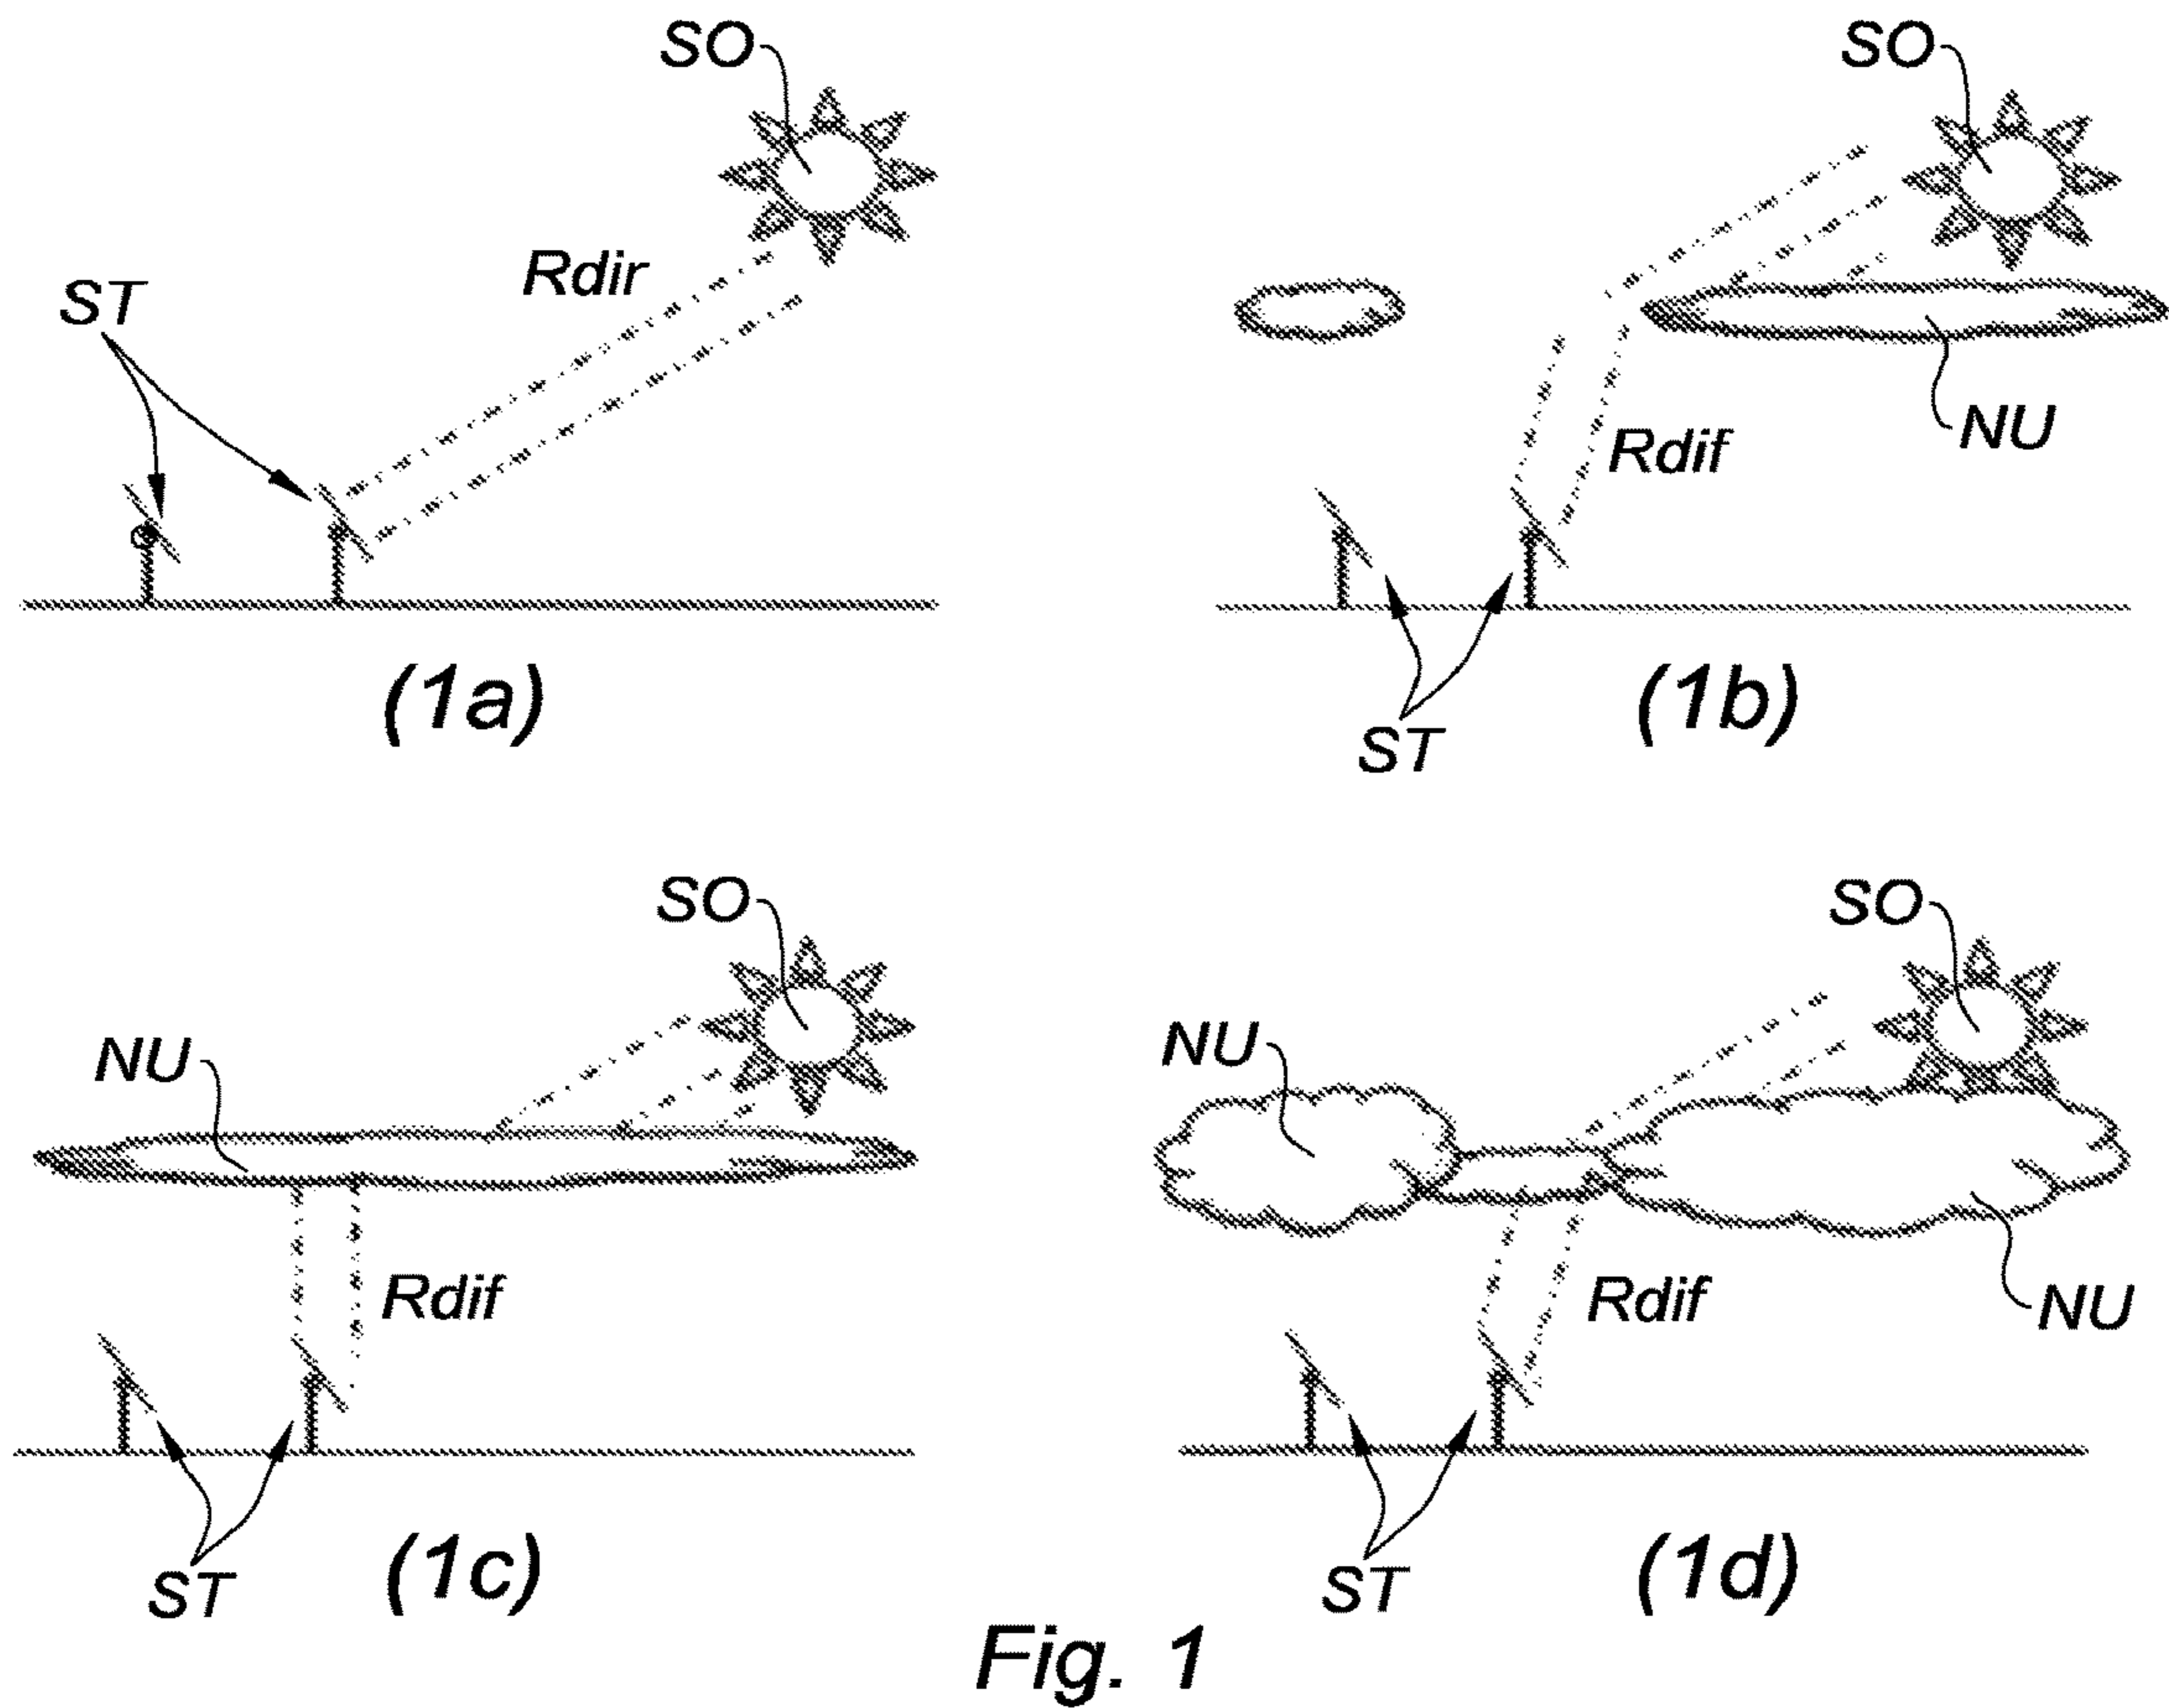 SO
Rdir
ST
(1a)
SO
NU
Rdif
ST
(1b)
SO
NU
Rdif
ST
(1c)
SO
NU
Rdif
NU
ST
(1d)
Fig. 1